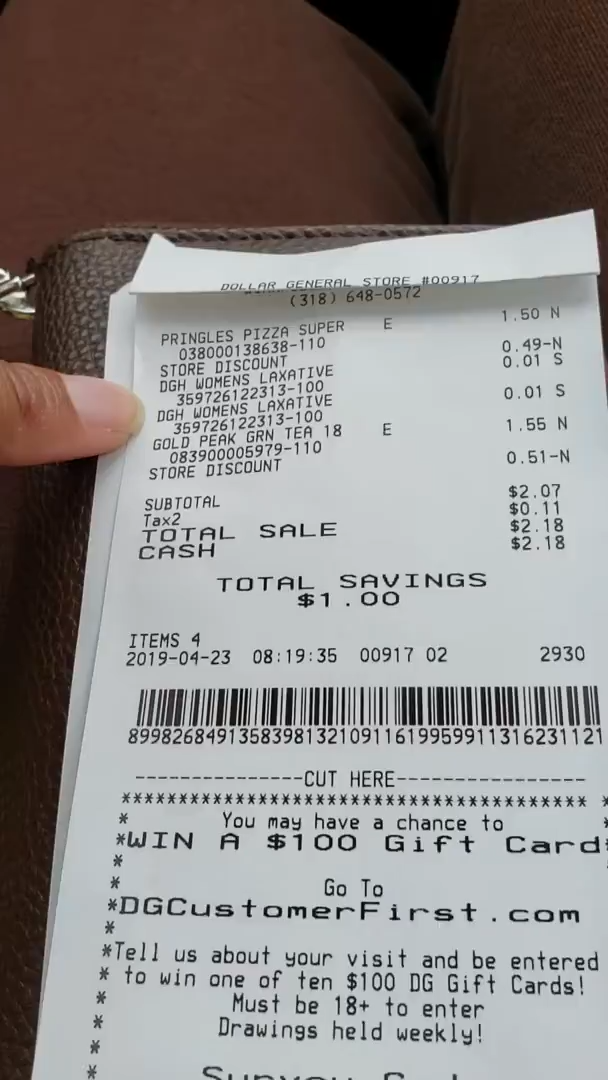 DOLLAR GENERAL STORE #00917
(318) 648-0572
PRINGLES PIZZA SUPER E 1.50 N
038000138638-110
STORE DISCOUNT 0.49-N
DGH WOMENS LAXATIVE 0.01 S
359726122313-100
DGH WOMENS LAXATIVE 0.01 S
359726122313-100
GOLD PEAK GRN TEA 18 E 1.55 N
083900005979-110
STORE DISCOUNT 0.51-N
SUBTOTAL $2.07
Tax2 $0.11
TOTAL SALE $2.18
CASH $2.18
TOTAL SAVINGS
$1.00
ITEMS 4
2019-04-23 08:19:35 00917 02 2930
899826849135839813210911619959911316231121
---------------CUT HERE-----------------
****************************************** *
* You may have a chance to *
*WIN A $100 Gift Card*
*
* Go To
*DGCustomerFirst.com
*
*Tell us about your visit and be entered
* to win one of ten $100 DG Gift Cards!
* Must be 18+ to enter
* Drawings held weekly!
*
*